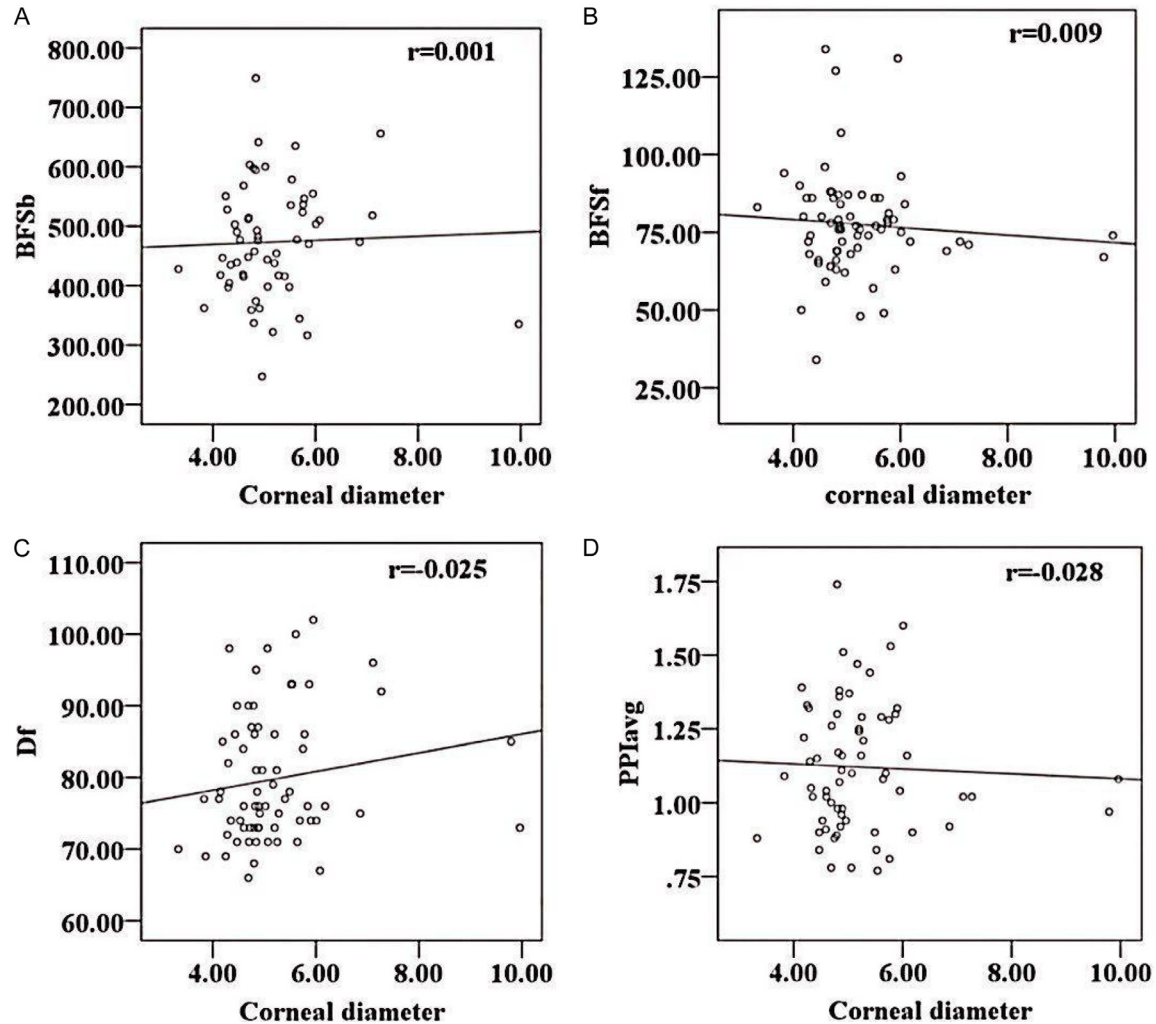 A
r=0.001
BFSb
800.00
700.00
600.00
500.00
400.00
300.00
200.00
4.00 6.00 8.00 10.00
Corneal diameter
B
r=0.009
BFSf
125.00
100.00
75.00
50.00
25.00
4.00 6.00 8.00 10.00
corneal diameter
C
r=-0.025
Df
110.00
100.00
90.00
80.00
70.00
60.00
4.00 6.00 8.00 10.00
Corneal diameter
D
r=-0.028
PPIavg
1.75
1.50
1.25
1.00
.75
4.00 6.00 8.00 10.00
Corneal diameter